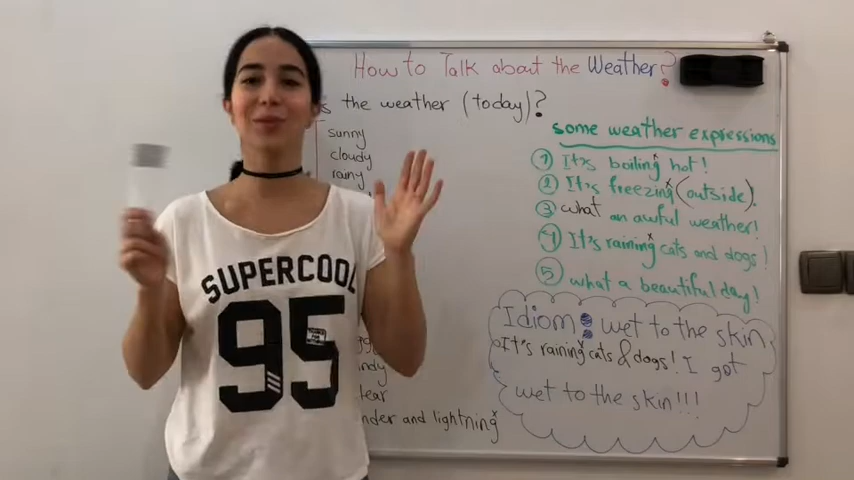 How to Talk about the Weather?
the weather (today)?
sunny
cloudy
rainy
some weather expressions
1 It's boiling hot!
2 It's freezing (outside)
3 what an awful weather!
4 It's raining cats and dogs!
5 what a beautiful day!
Idiom: wet to the skin
It's raining cats & dogs! I got
wet to the skin!!!
and lightning
SUPERCOOL
95